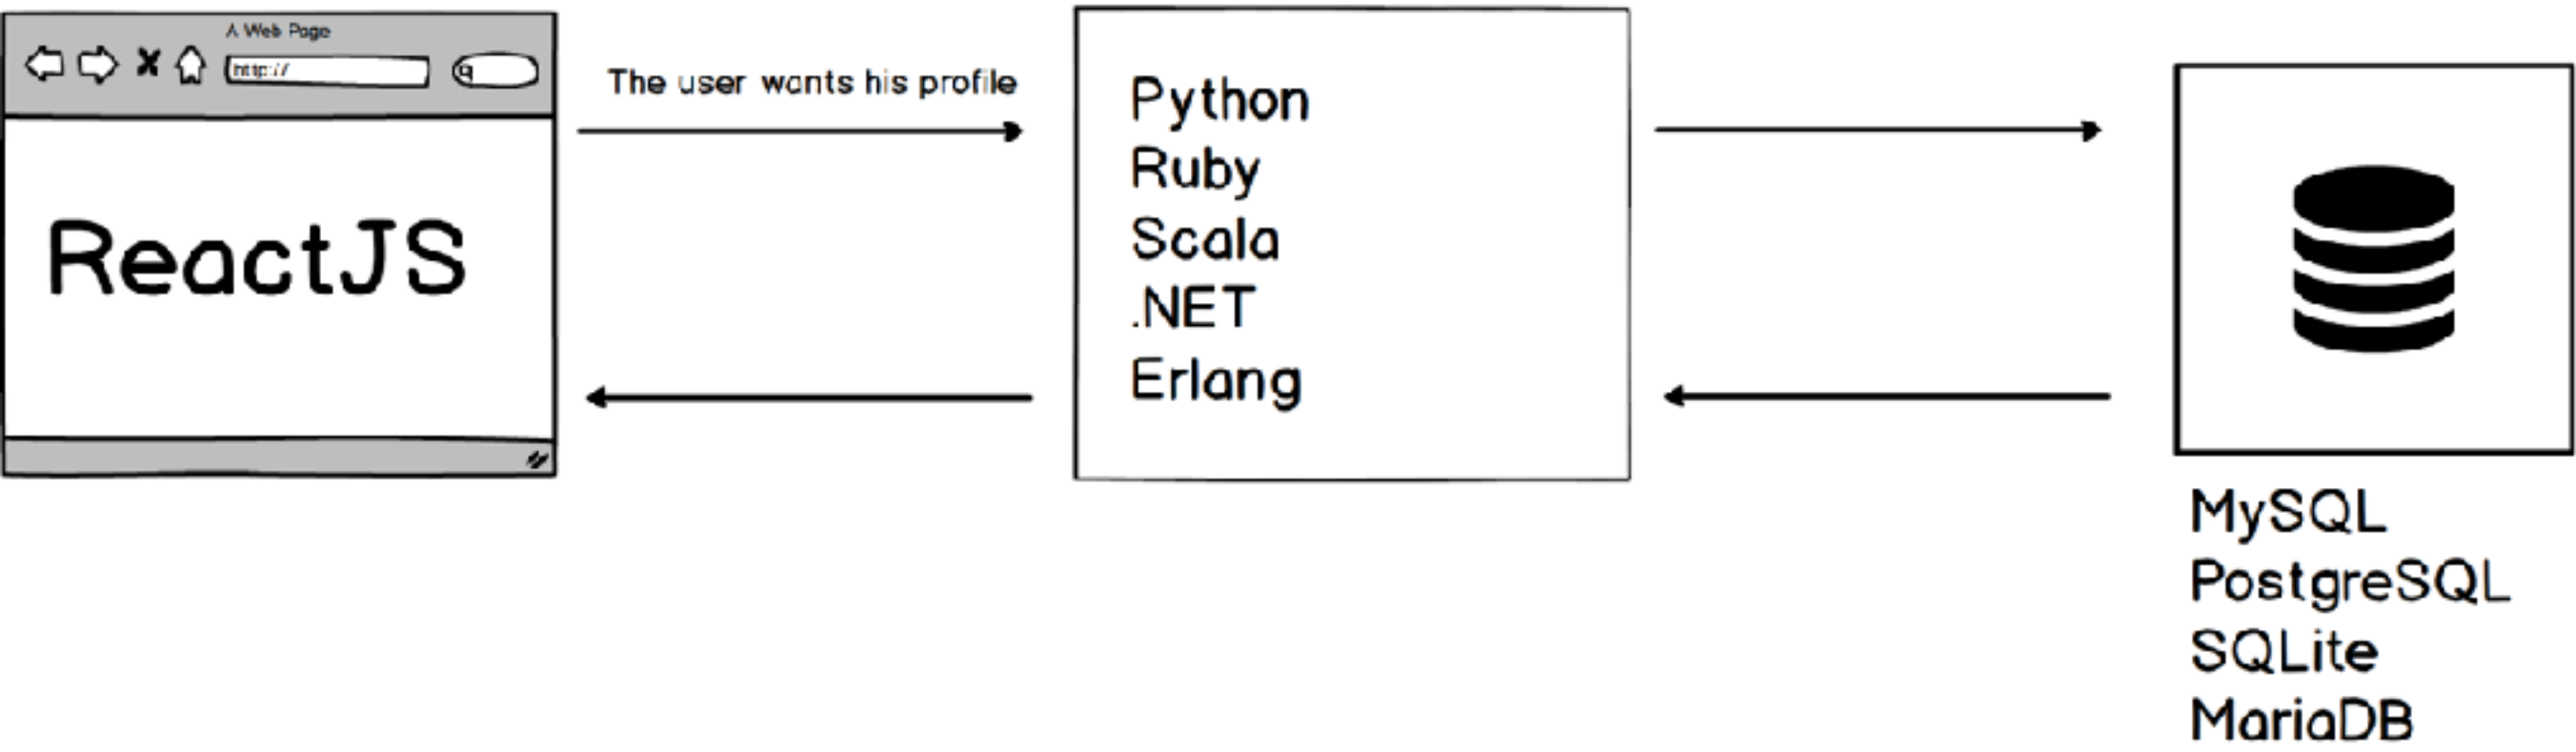 A Web Page
http://
ReactJS
The user wants his profile
Python
Ruby
Scala
.NET
Erlang
MySQL
PostgreSQL
SQLite
MariaDB